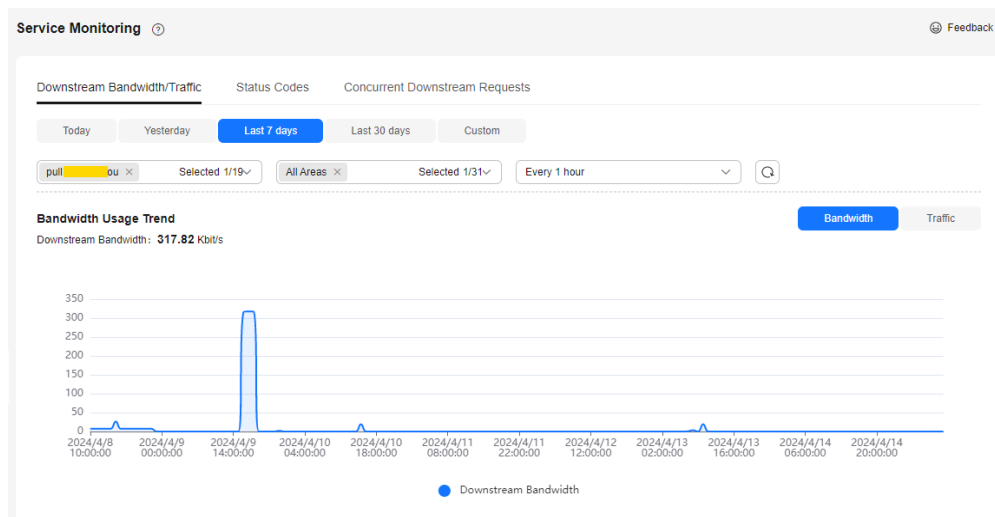 Service Monitoring ?
Feedback
Downstream Bandwidth/Traffic Status Codes Concurrent Downstream Requests
Today Yesterday Last 7 days Last 30 days Custom
pull ou × Selected 1/19 All Areas × Selected 1/31 Every 1 hour
Bandwidth Usage Trend
Bandwidth Traffic
Downstream Bandwidth: 317.82 Kbit/s
350
300
250
200
150
100
50
0
2024/4/8 10:00:00
2024/4/9 00:00:00
2024/4/9 14:00:00
2024/4/10 04:00:00
2024/4/10 18:00:00
2024/4/11 08:00:00
2024/4/11 22:00:00
2024/4/12 12:00:00
2024/4/13 02:00:00
2024/4/13 16:00:00
2024/4/14 06:00:00
2024/4/14 20:00:00
Downstream Bandwidth